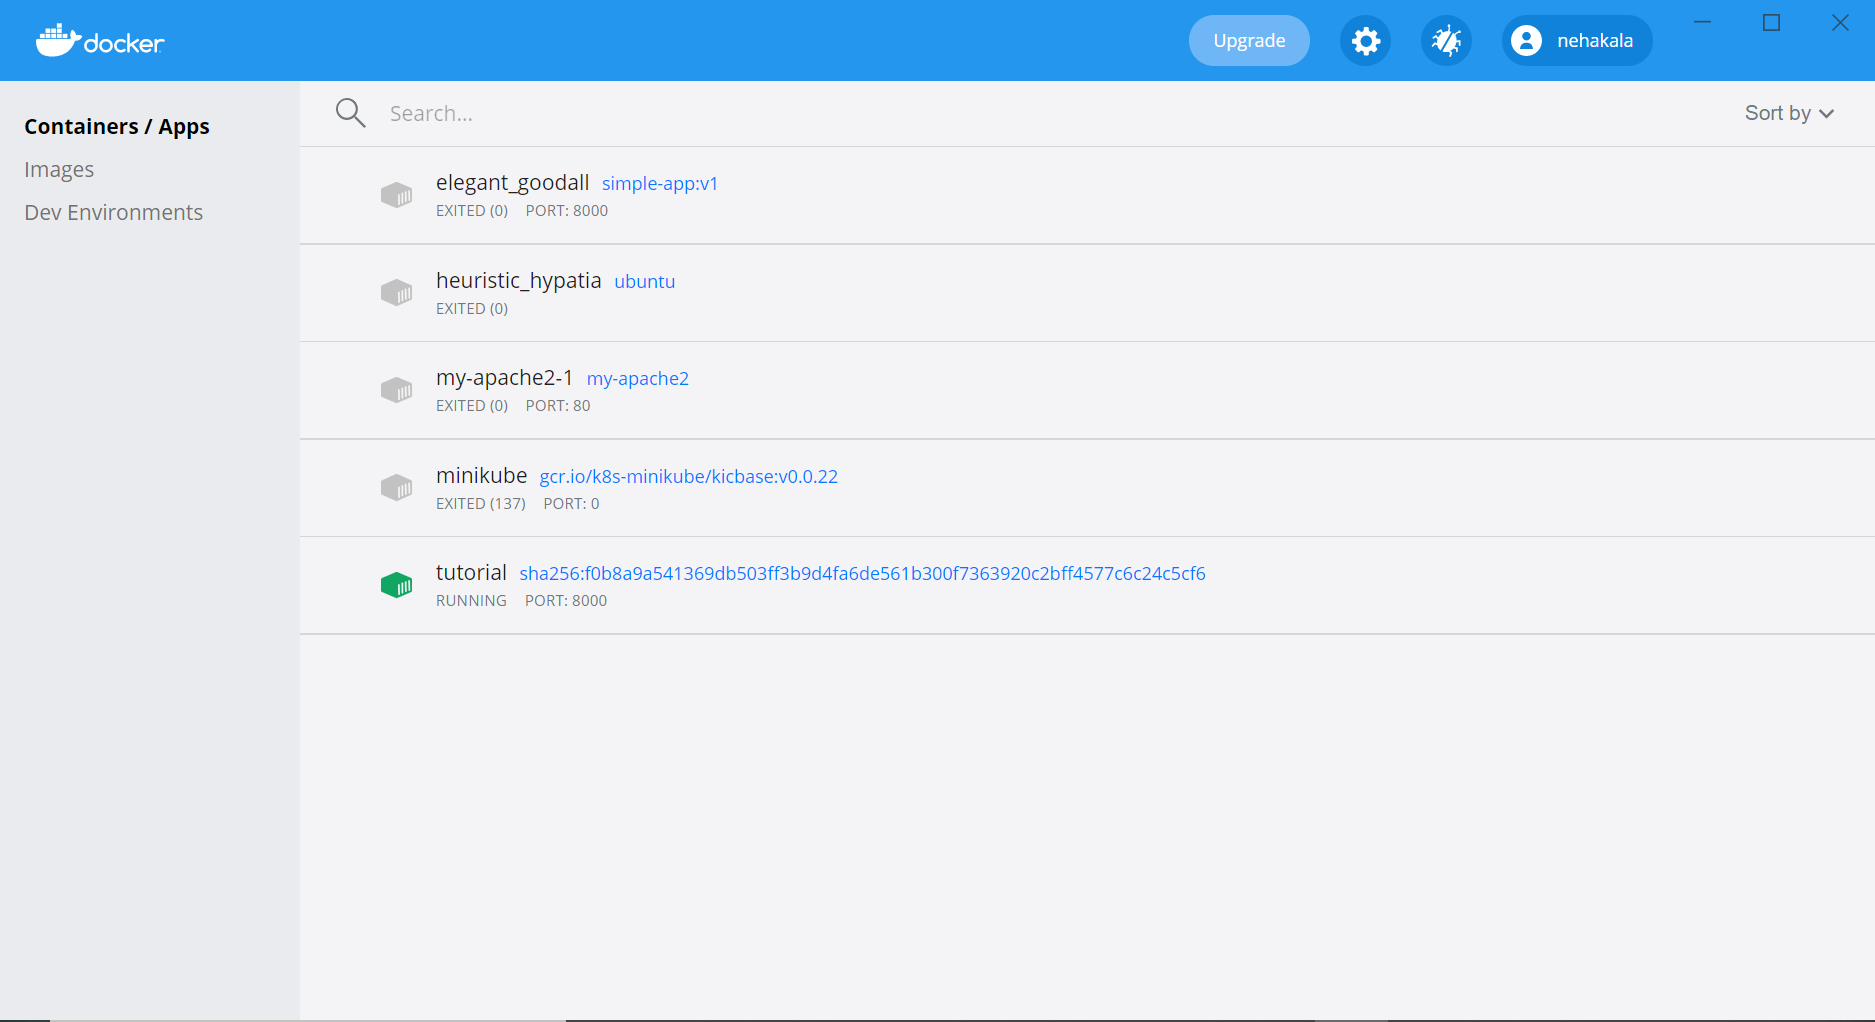 docker
Upgrade
nehakala
Containers / Apps
Images
Dev Environments
Search...
Sort by
elegant_goodall simple-app:v1
EXITED (0) PORT: 8000
heuristic_hypatia ubuntu
EXITED (0)
my-apache2-1 my-apache2
EXITED (0) PORT: 80
minikube gcr.io/k8s-minikube/kicbase:v0.0.22
EXITED (137) PORT: 0
tutorial sha256:f0b8a9a541369db503ff3b9d4fa6de561b300f7363920c2bff4577c6c24c5cf6
RUNNING PORT: 8000